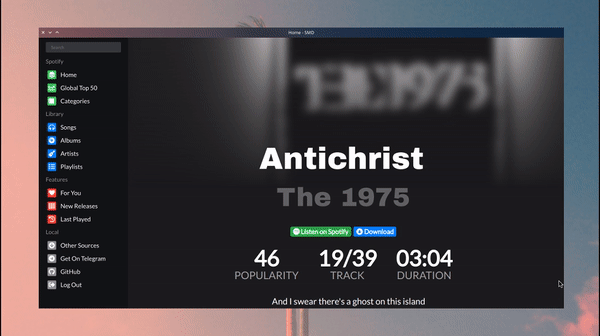 Home - SMD
Search
Spotify
Home
Global Top 50
Categories
Library
Songs
Albums
Artists
Playlists
Features
For You
New Releases
Last Played
Local
Other Sources
Get On Telegram
GitHub
Log Out
THE 1975
Antichrist
The 1975
Listen on Spotify
Download
46
POPULARITY
19/39
TRACK
03:04
DURATION
And I swear there's a ghost on this island